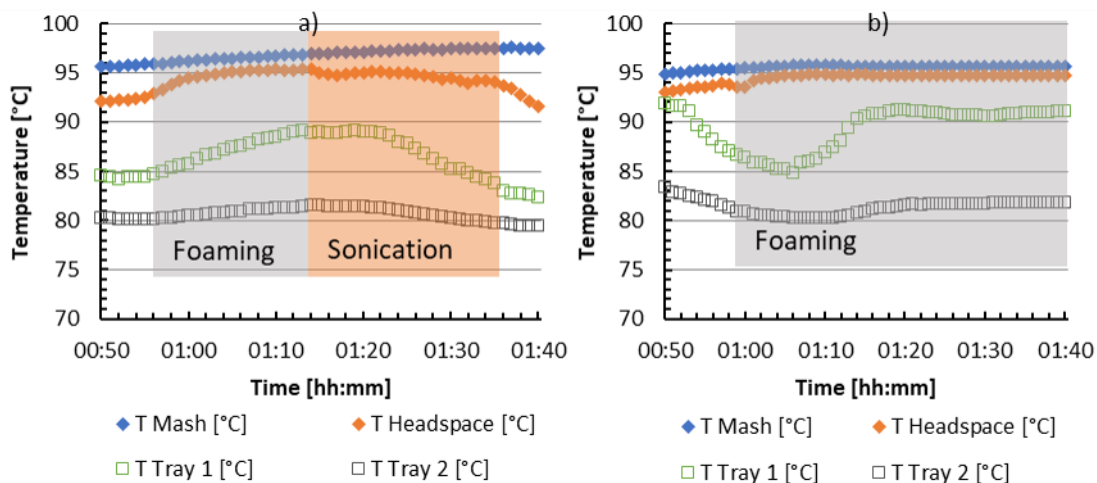 a)
100
95
90
85
80
75
70
Temperature [°C]
Foaming
Sonication
00:50 01:00 01:10 01:20 01:30 01:40
Time [hh:mm]
T Mash [°C] T Headspace [°C]
T Tray 1 [°C] T Tray 2 [°C]
b)
100
95
90
85
80
75
70
Temperature [°C]
Foaming
00:50 01:00 01:10 01:20 01:30 01:40
Time [hh:mm]
T Mash [°C] T Headspace [°C]
T Tray 1 [°C] T Tray 2 [°C]